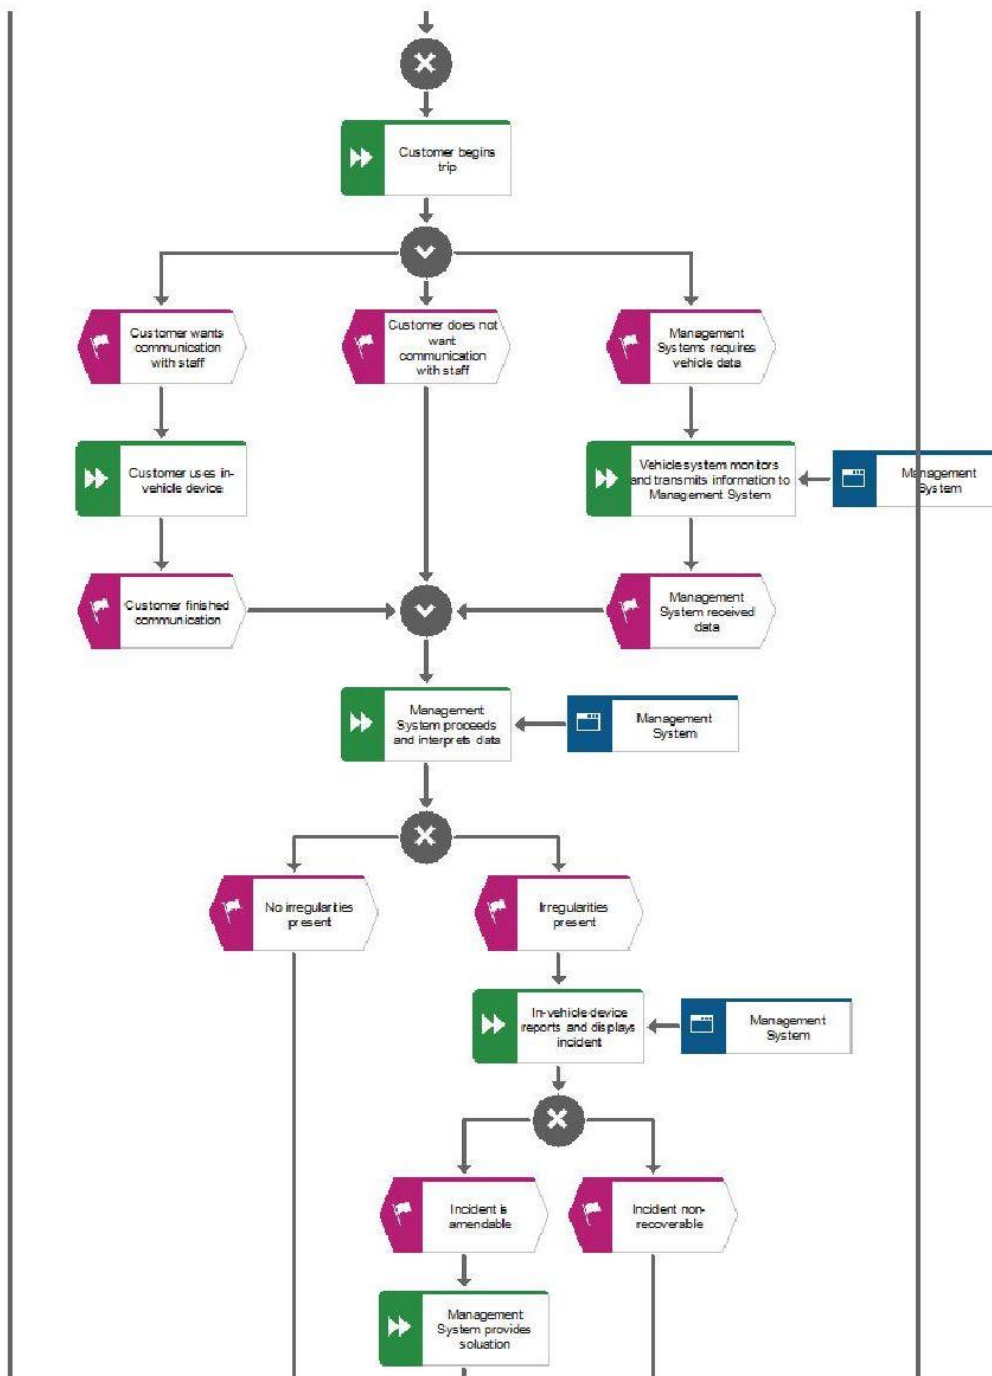 Customer begins
trip
Customer wants
communication
with staff
Customer does not
want
communication
with staff
Management
Systems requires
vehicle data
Customer uses in-
vehicle device
Vehicle system monitors
and transmits information to
Management System
Management
System
Customer finished
communication
Management
System received
data
Management
System proceeds
and interprets data
Management
System
No irregularities
present
Irregularities
present
In-vehicle device
reports and displays
incident
Management
System
Incident is
amendable
Incident non-
recoverable
Management
System provides
soluation